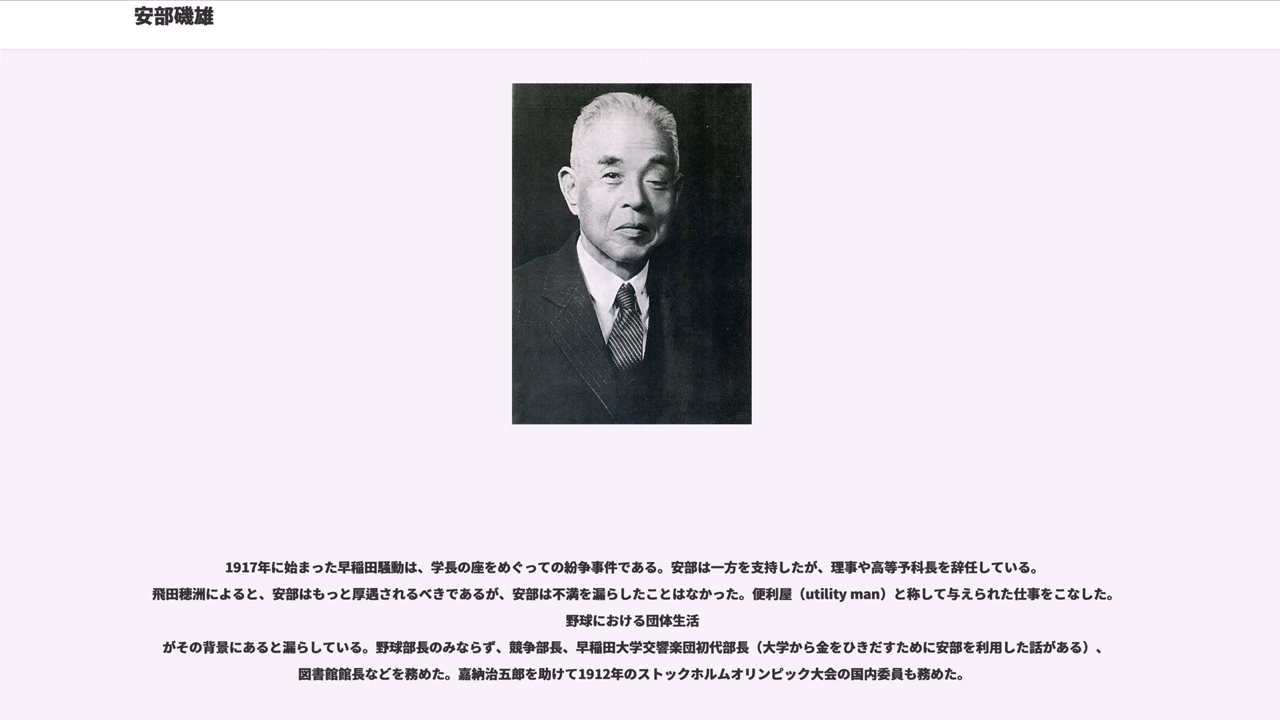 安部磯雄
1917年に始まった早稲田騒動は、学長の座をめぐっての紛争事件である。安部は一方を支持したが、理事や高等予科長を辞任している。
飛田穂洲によると、安部はもっと厚遇されるべきであるが、安部は不満を漏らしたことはなかった。便利屋（utility man）と称して与えられた仕事をこなした。
野球における団体生活
がその背景にあると漏らしている。野球部長のみならず、競争部長、早稲田大学交響楽団初代部長（大学から金をひきだすために安部を利用した話がある）、
図書館館長などを務めた。嘉納治五郎を助けて1912年のストックホルムオリンピック大会の国内委員も務めた。